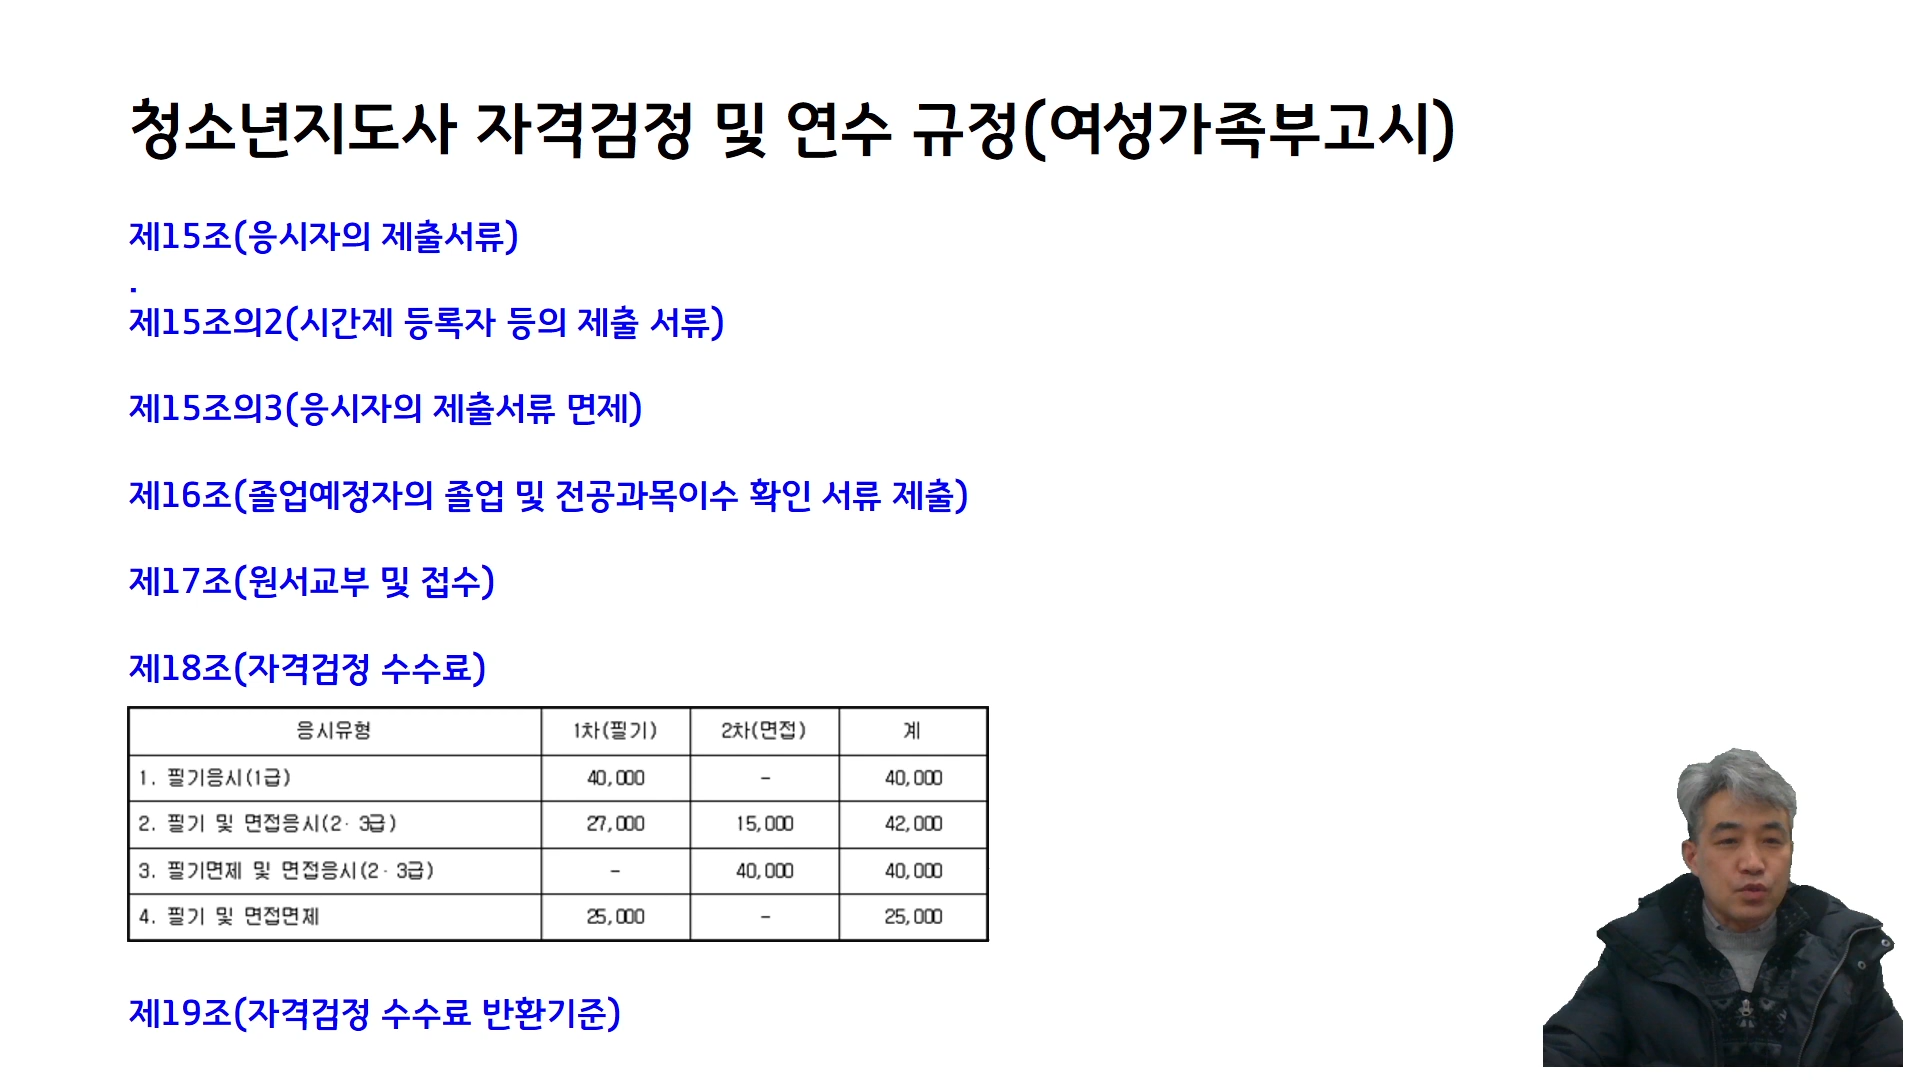 청소년지도사 자격검정 및 연수 규정(여성가족부고시)
제15조(응시자의 제출서류)
.
제15조의2(시간제 등록자 등의 제출 서류)
제15조의3(응시자의 제출서류 면제)
제16조(졸업예정자의 졸업 및 전공과목이수 확인 서류 제출)
제17조(원서교부 및 접수)
제18조(자격검정 수수료)
응시유형 1차(필기) 2차(면접) 계
1. 필기응시(1급) 40,000 - 40,000
2. 필기 및 면접응시(2· 3급) 27,000 15,000 42,000
3. 필기면제 및 면접응시(2· 3급) - 40,000 40,000
4. 필기 및 면접면제 25,000 - 25,000
제19조(자격검정 수수료 반환기준)